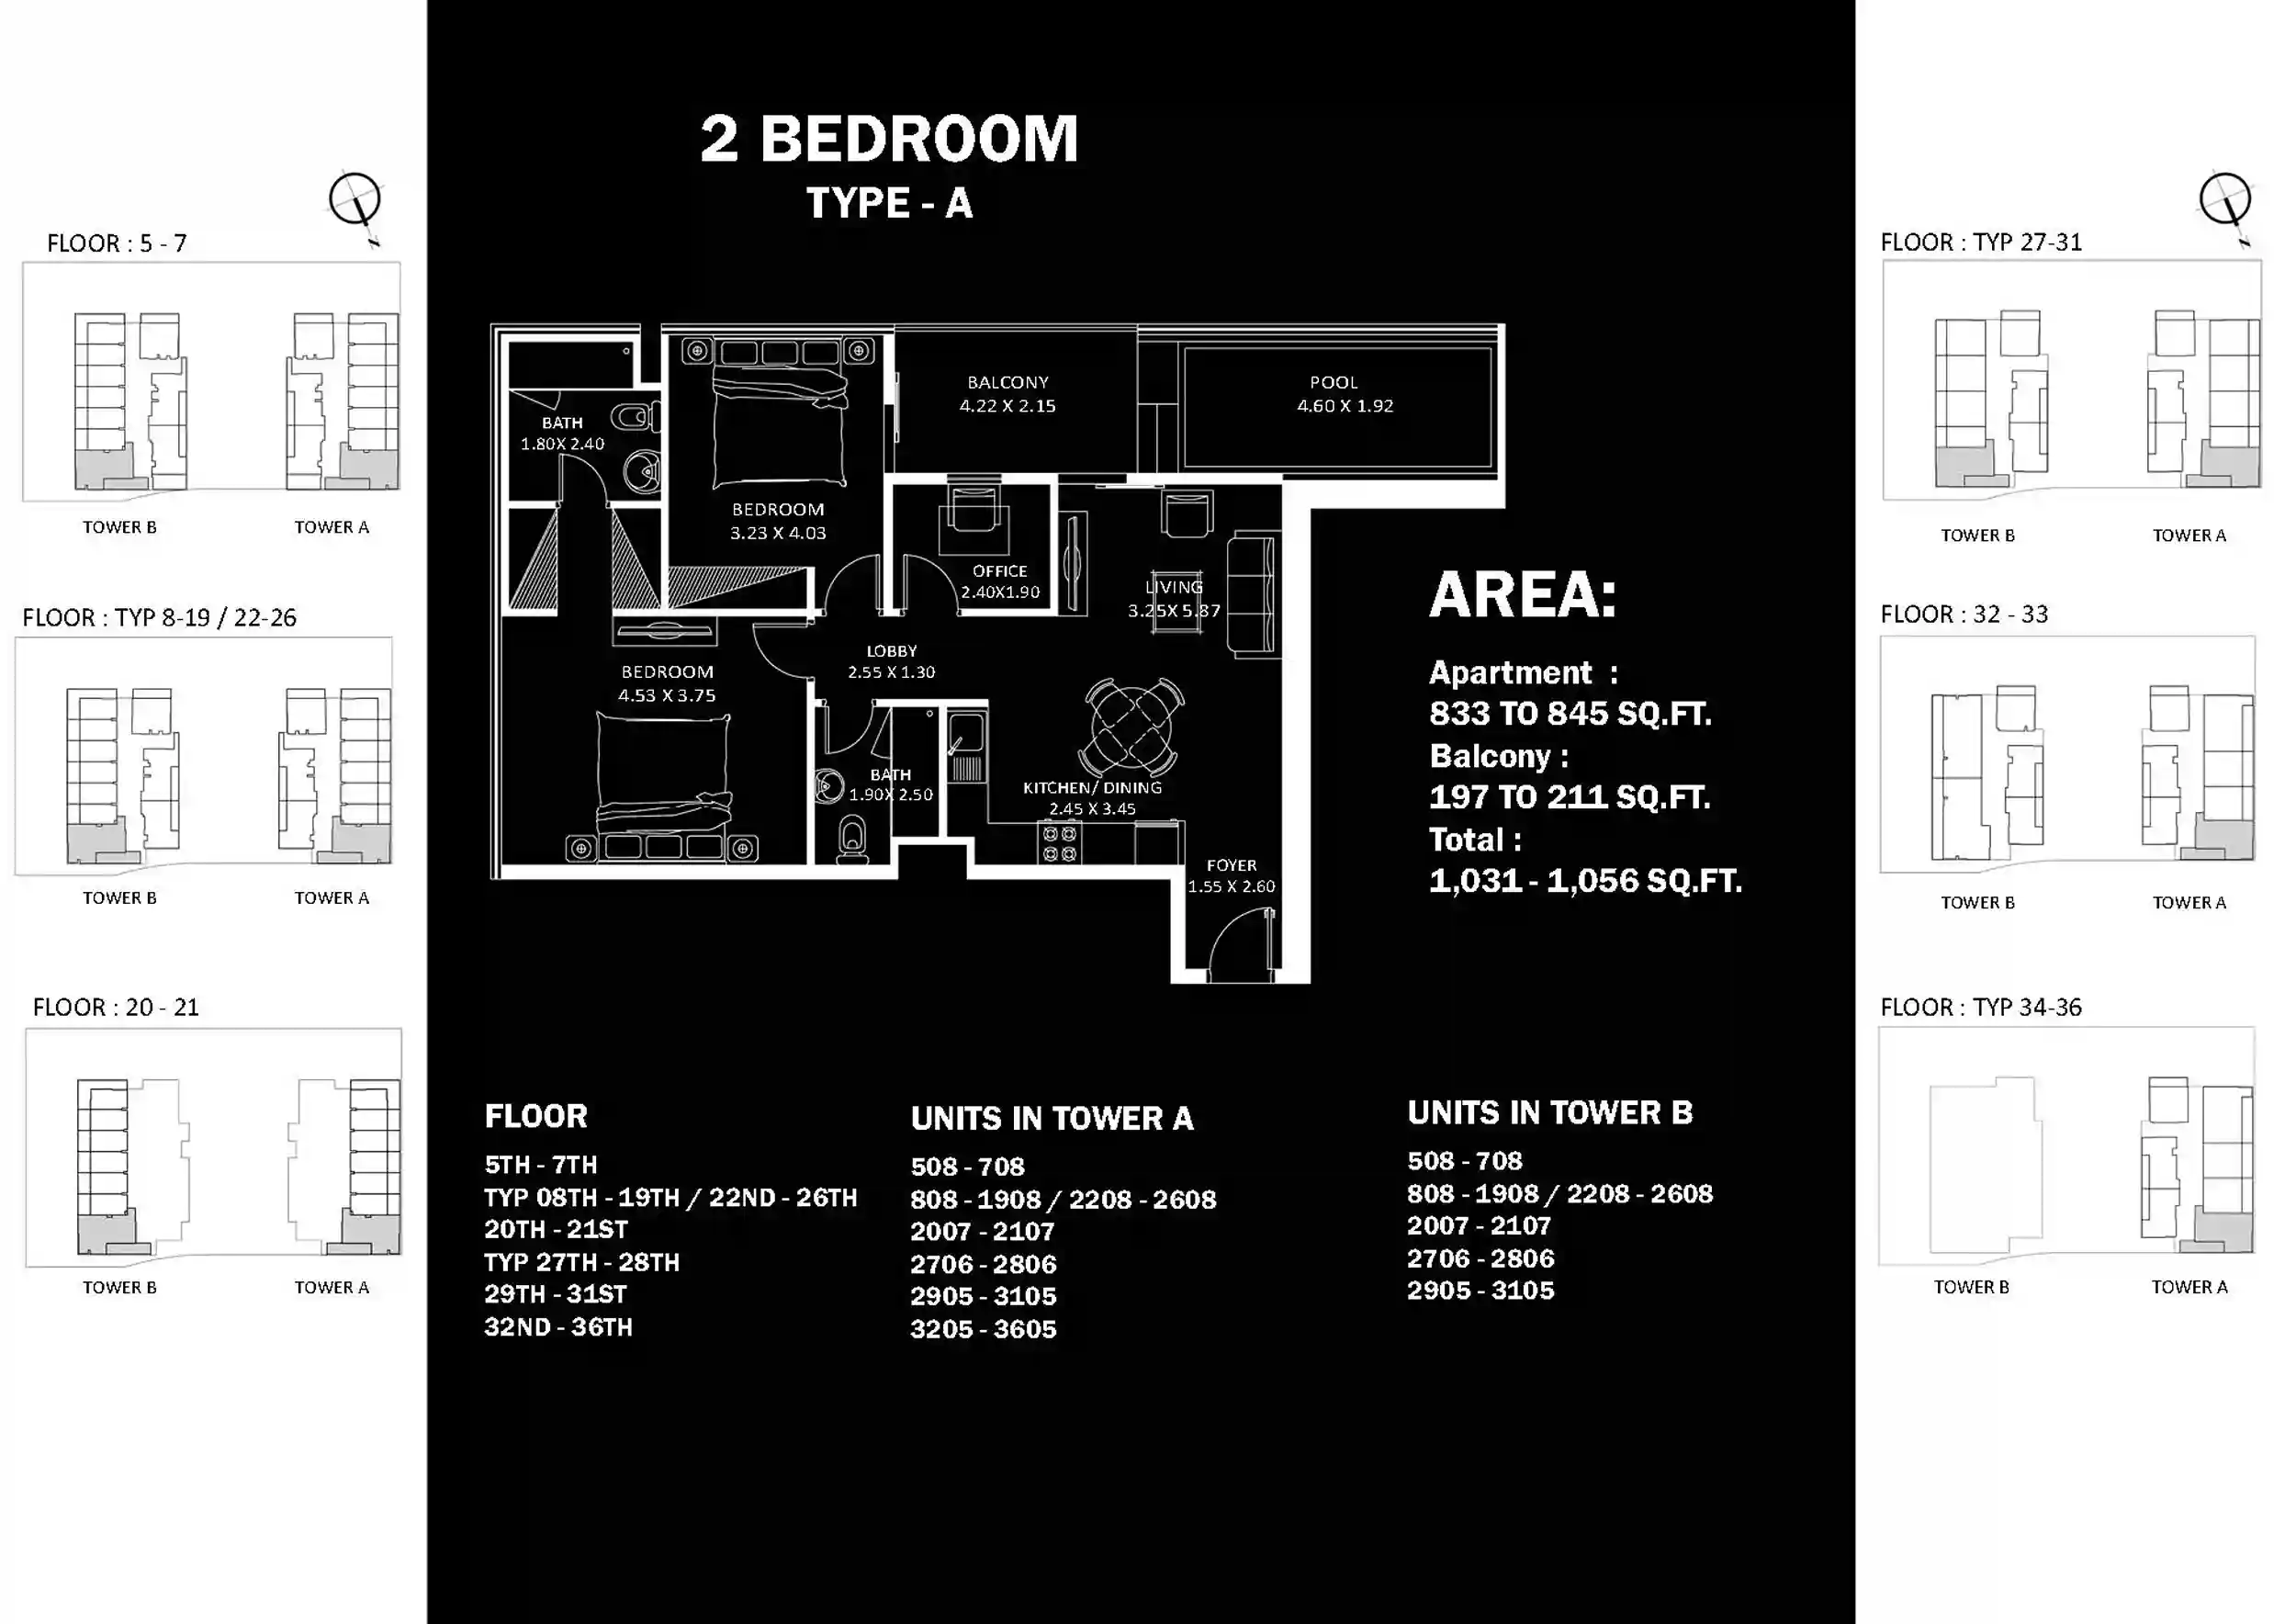 2 BEDROOM
TYPE - A
FLOOR : 5 - 7
N
TOWER B
TOWER A
FLOOR : TYP 8-19 / 22-26
TOWER B
TOWER A
FLOOR : 20 - 21
TOWER B
TOWER A
BATH
1.80X 2.40
BEDROOM
3.23 X 4.03
BALCONY
4.22 X 2.15
POOL
4.60 X 1.92
OFFICE
2.40X1.90
LIVING
3.25X 5.87
LOBBY
2.55 X 1.30
BEDROOM
4.53 X 3.75
BATH
1.90X 2.50
KITCHEN/ DINING
2.45 X 3.45
FOYER
1.55 X 2.60
AREA:
Apartment :
833 TO 845 SQ.FT.
Balcony :
197 TO 211 SQ.FT.
Total :
1,031 - 1,056 SQ.FT.
FLOOR
5TH - 7TH
TYP 08TH - 19TH / 22ND - 26TH
20TH - 21ST
TYP 27TH - 28TH
29TH - 31ST
32ND - 36TH
UNITS IN TOWER A
508 - 708
808 - 1908 / 2208 - 2608
2007 - 2107
2706 - 2806
2905 - 3105
3205 - 3605
UNITS IN TOWER B
508 - 708
808 - 1908 / 2208 - 2608
2007 - 2107
2706 - 2806
2905 - 3105
N
FLOOR : TYP 27-31
TOWER B
TOWER A
FLOOR : 32 - 33
TOWER B
TOWER A
FLOOR : TYP 34-36
TOWER B
TOWER A